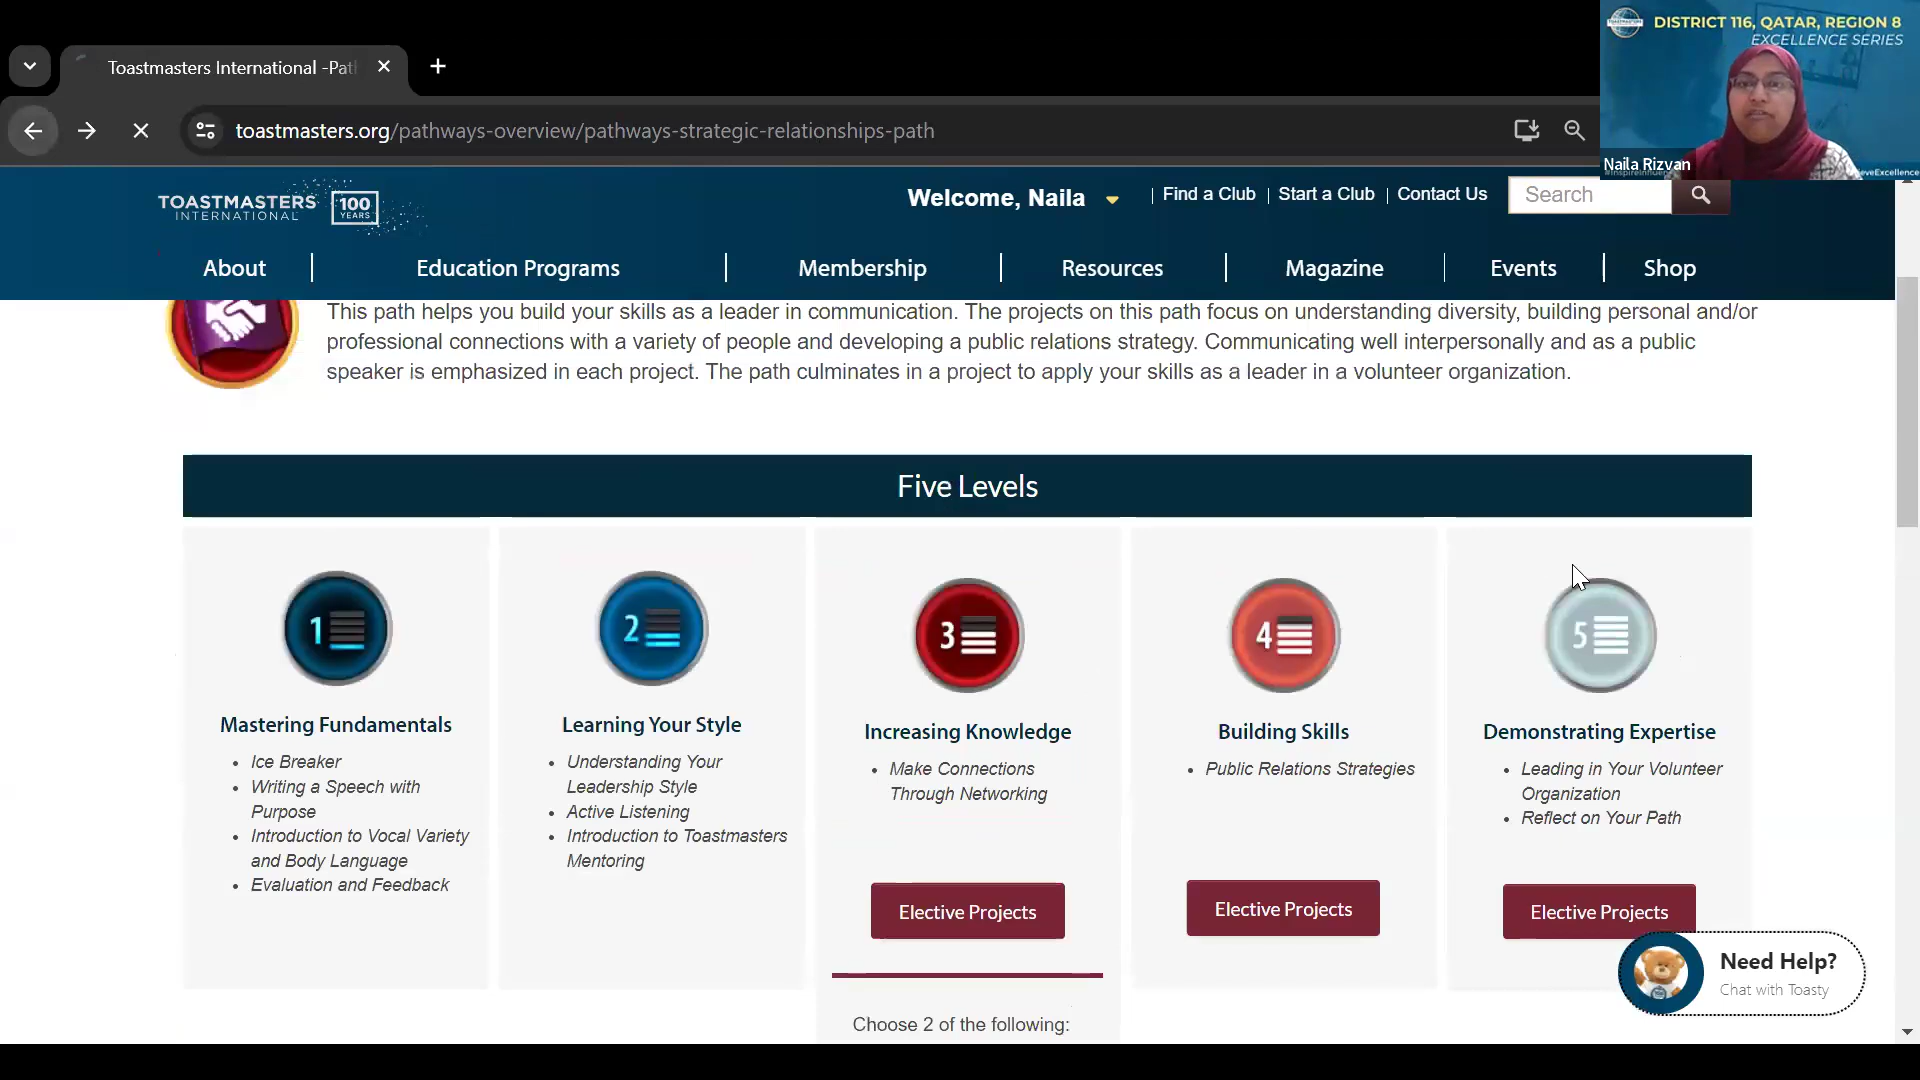 Toastmasters International -Pat
DISTRICT 116, QATAR, REGION 8
EXCELLENCE SERIES
toastmasters.org/pathways-overview/pathways-strategic-relationships-path
Naila Rizvan
TOASTMASTERS
INTERNATIONAL
100
YEARS
Welcome, Naila
Find a Club
Start a Club
Contact Us
Search
About
Education Programs
Membership
Resources
Magazine
Events
Shop
This path helps you build your skills as a leader in communication. The projects on this path focus on understanding diversity, building personal and/or
professional connections with a variety of people and developing a public relations strategy. Communicating well interpersonally and as a public
speaker is emphasized in each project. The path culminates in a project to apply your skills as a leader in a volunteer organization.
Five Levels
1
Mastering Fundamentals
• Ice Breaker
• Writing a Speech with
Purpose
• Introduction to Vocal Variety
and Body Language
• Evaluation and Feedback
2
Learning Your Style
• Understanding Your
Leadership Style
• Active Listening
• Introduction to Toastmasters
Mentoring
3
Increasing Knowledge
• Make Connections
Through Networking
Elective Projects
Choose 2 of the following:
4
Building Skills
• Public Relations Strategies
Elective Projects
5
Demonstrating Expertise
• Leading in Your Volunteer
Organization
• Reflect on Your Path
Elective Projects
Need Help?
Chat with Toasty